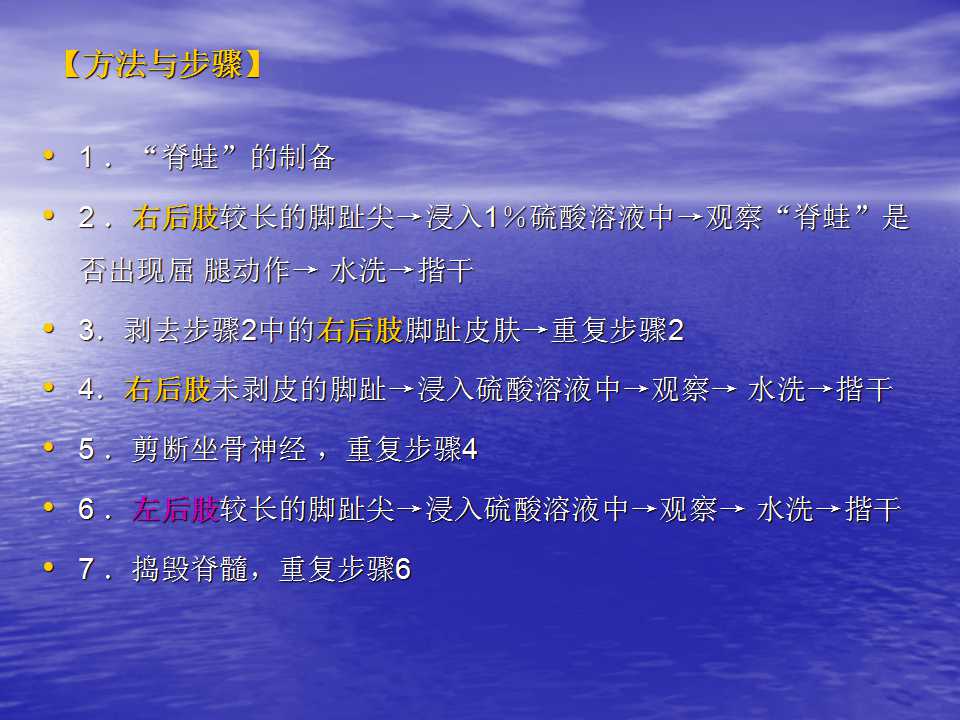 【方法与步骤】
• 1．“脊蛙”的制备
• 2．右后肢较长的脚趾尖→浸入1％硫酸溶液中→观察“脊蛙”是
否出现屈 腿动作→ 水洗→揩干
• 3．剥去步骤2中的右后肢脚趾皮肤→重复步骤2
• 4．右后肢未剥皮的脚趾→浸入硫酸溶液中→观察→ 水洗→揩干
• 5．剪断坐骨神经 ，重复步骤4
• 6．左后肢较长的脚趾尖→浸入硫酸溶液中→观察→ 水洗→揩干
• 7．捣毁脊髓，重复步骤6